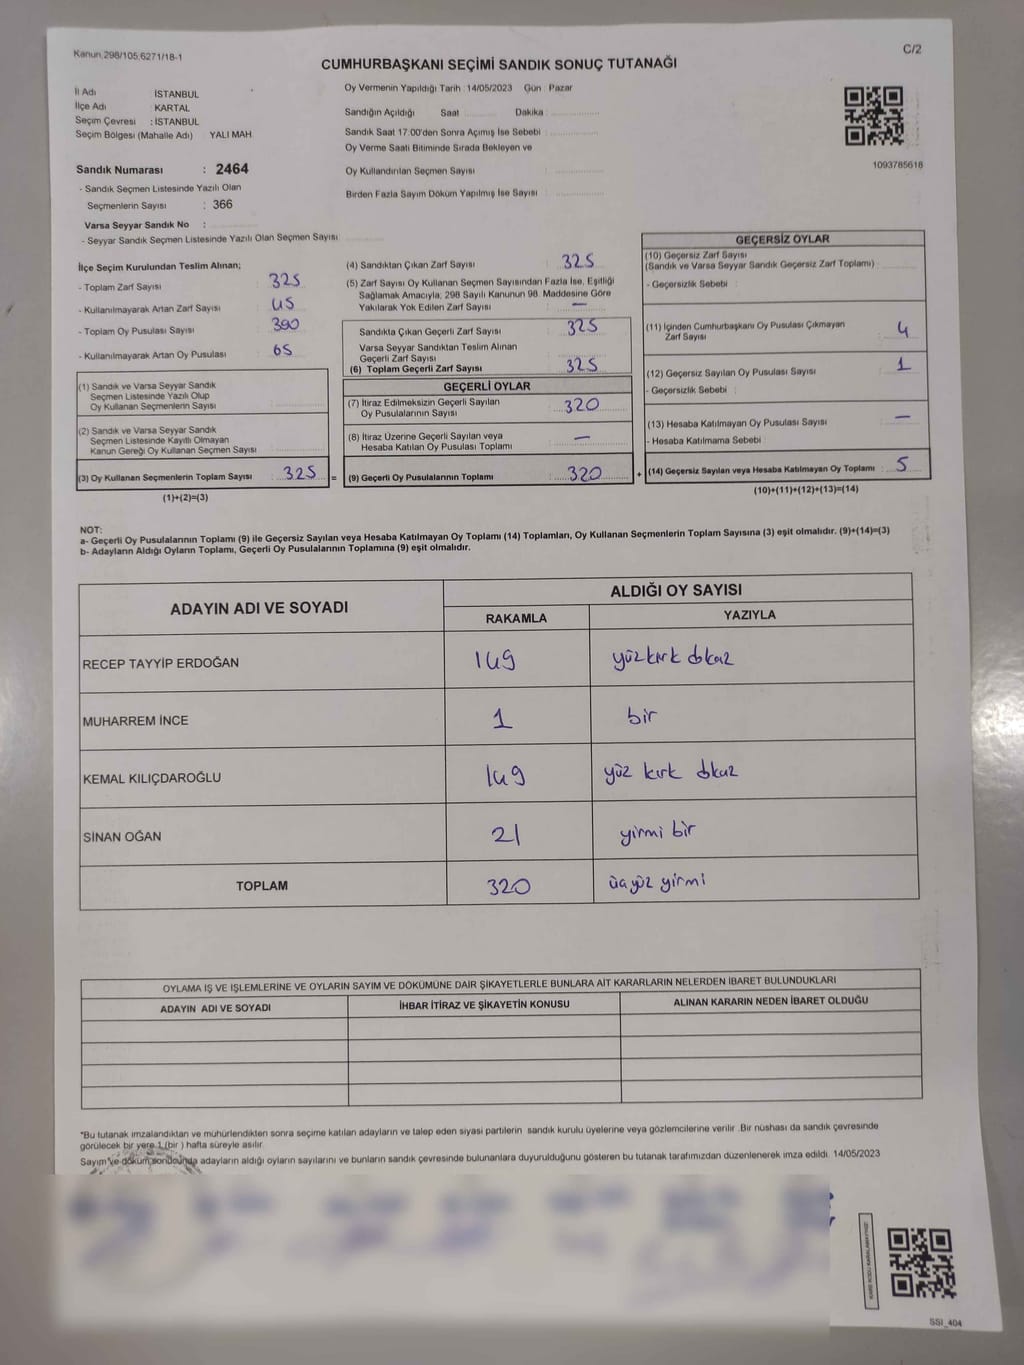 Kanun.298/105.6271/18-1
C/2
CUMHURBAŞKANI SEÇİMİ SANDIK SONUÇ TUTANAĞI
İl Adı İSTANBUL
İlçe Adı KARTAL
Seçim Çevresi : İSTANBUL
Seçim Bölgesi (Mahalle Adı) YALI MAH
Sandık Numarası : 2464
- Sandık Seçmen Listesinde Yazılı Olan
Seçmenlerin Sayısı : 366
Varsa Seyyar Sandık No :
- Seyyar Sandık Seçmen Listesinde Yazılı Olan Seçmen Sayısı
Oy Vermenin Yapıldığı Tarih : 14/05/2023 Gün : Pazar
Sandığın Açıldığı Saat Dakika
Sandık Saat 17.00'den Sonra Açımış İse Sebebi
Oy Verme Saati Bitiminde Sırada Bekleyen ve
Oy Kullandırılan Seçmen Sayısı
Birden Fazla Sayım Döküm Yapılmış İse Sayısı
1093785618
İlçe Seçim Kurulundan Teslim Alınan;
- Toplam Zarf Sayısı : 325
- Kullanılmayarak Artan Zarf Sayısı : 45
- Toplam Oy Pusulası Sayısı : 390
- Kullanılmayarak Artan Oy Pusulası : 65
(1) Sandık ve Varsa Seyyar Sandık
Seçmen Listesinde Yazılı Olup
Oy Kullanan Seçmenlerin Sayısı
(2) Sandık ve Varsa Seyyar Sandık
Seçmen Listesinde Kayıtlı Olmayan
Kanun Gereği Oy Kullanan Seçmen Sayısı
(3) Oy Kullanan Seçmenlerin Toplam Sayısı : 325 =
(1)+(2)=(3)
(4) Sandıktan Çıkan Zarf Sayısı : 325
(5) Zarf Sayısı Oy Kullanan Seçmen Sayısından Fazla İse, Eşitliği
Sağlamak Amacıyla, 298 Sayılı Kanunun 98. Maddesine Göre
Yakılarak Yok Edilen Zarf Sayısı : —
Sandıkta Çıkan Geçerli Zarf Sayısı : 325
Varsa Seyyar Sandıktan Teslim Alınan
Geçerli Zarf Sayısı
(6) Toplam Geçerli Zarf Sayısı : 325
GEÇERLİ OYLAR
(7) İtiraz Edilmeksizin Geçerli Sayılan
Oy Pusulalarının Sayısı : 320
(8) İtiraz Üzerine Geçerli Sayılan veya
Hesaba Katılan Oy Pusulası Toplamı : —
(9) Geçerli Oy Pusulalarının Toplamı : 320 +
GEÇERSİZ OYLAR
(10) Geçersiz Zarf Sayısı
(Sandık ve Varsa Seyyar Sandık Geçersiz Zarf Toplamı)
- Geçersizlik Sebebi :
(11) İçinden Cumhurbaşkanı Oy Pusulası Çıkmayan
Zarf Sayısı : 4
(12) Geçersiz Sayılan Oy Pusulası Sayısı : 1
- Geçersizlik Sebebi :
(13) Hesaba Katılmayan Oy Pusulası Sayısı : —
- Hesaba Katılmama Sebebi :
(14) Geçersiz Sayılan veya Hesaba Katılmayan Oy Toplamı : 5
(10)+(11)+(12)+(13)=(14)
NOT:
a- Geçerli Oy Pusulalarının Toplamı (9) ile Geçersiz Sayılan veya Hesaba Katılmayan Oy Toplamı (14) Toplamları, Oy Kullanan Seçmenlerin Toplam Sayısına (3) eşit olmalıdır. (9)+(14)=(3)
b- Adayların Aldığı Oyların Toplamı, Geçerli Oy Pusulalarının Toplamına (9) eşit olmalıdır.
ADAYIN ADI VE SOYADI ALDIĞI OY SAYISI
RAKAMLA YAZIYLA
RECEP TAYYİP ERDOĞAN 149 yüzkırk dokuz
MUHARREM İNCE 1 bir
KEMAL KILIÇDAROĞLU 149 yüz kırk dokuz
SİNAN OĞAN 21 yirmi bir
TOPLAM 320 üçyüz yirmi
OYLAMA İŞ VE İŞLEMLERİNE VE OYLARIN SAYIM VE DÖKÜMÜNE DAİR ŞİKAYETLERLE BUNLARA AİT KARARLARIN NELERDEN İBARET BULUNDUKLARI
ADAYIN ADI VE SOYADI İHBAR İTİRAZ VE ŞİKAYETİN KONUSU ALINAN KARARIN NEDEN İBARET OLDUĞU
*Bu tutanak imzalandıktan ve mühürlendikten sonra seçime katılan adayların ve talep eden siyasi partilerin sandık kurulu üyelerine veya gözlemcilerine verilir. Bir nüshası da sandık çevresinde
görülecek bir yere 1 (bir ) hafta süreyle asılır.
Sayım ve döküm sonucunda adayların aldığı oyların sayılarını ve bunların sandık çevresinde bulunanlara duyurulduğunu gösteren bu tutanak tarafımızdan düzenlenerek imza edildi. 14/05/2023
SSI_404